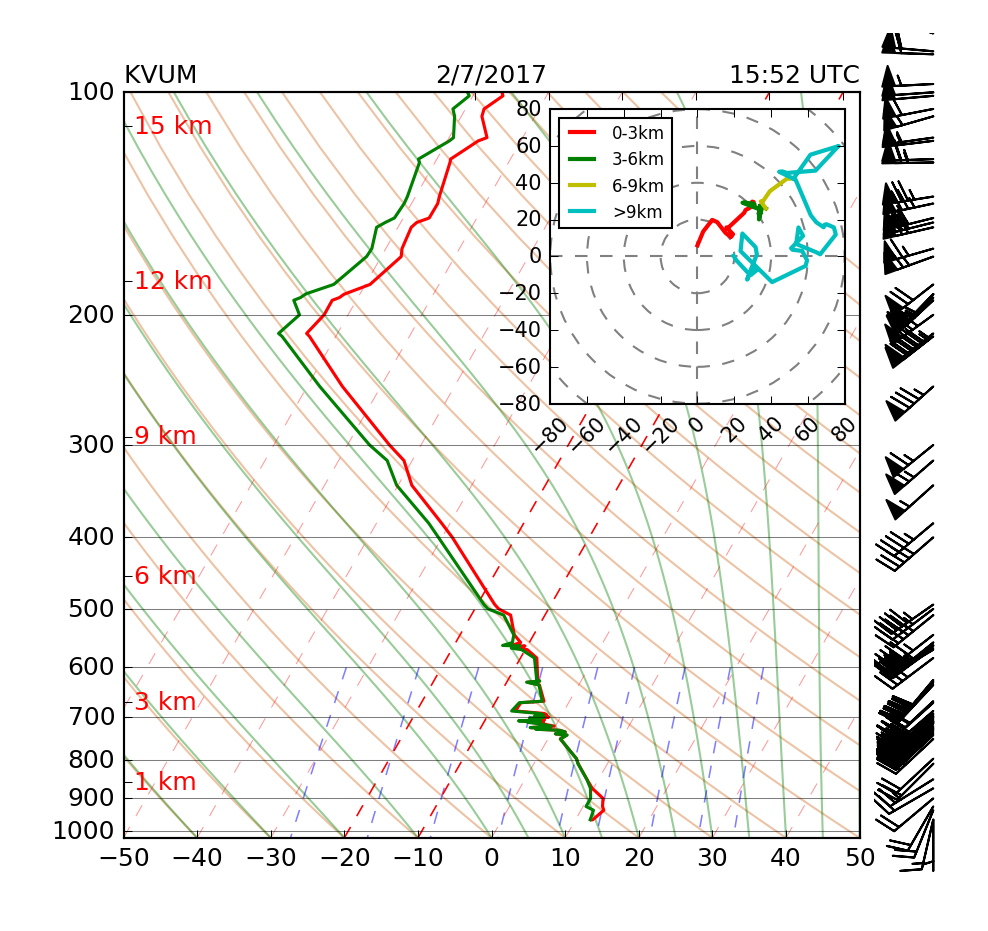 KVUM 2/7/2017 15:52 UTC
100
15 km
12 km
200
9 km
300
400
6 km
500
600
3 km
700
800
1 km
900
1000
−50 −40 −30 −20 −10 0 10 20 30 40 50
80
60
40
20
0
−20
−40
−60
−80
−80 −60 −40 −20 0 20 40 60 80
0-3km
3-6km
6-9km
>9km